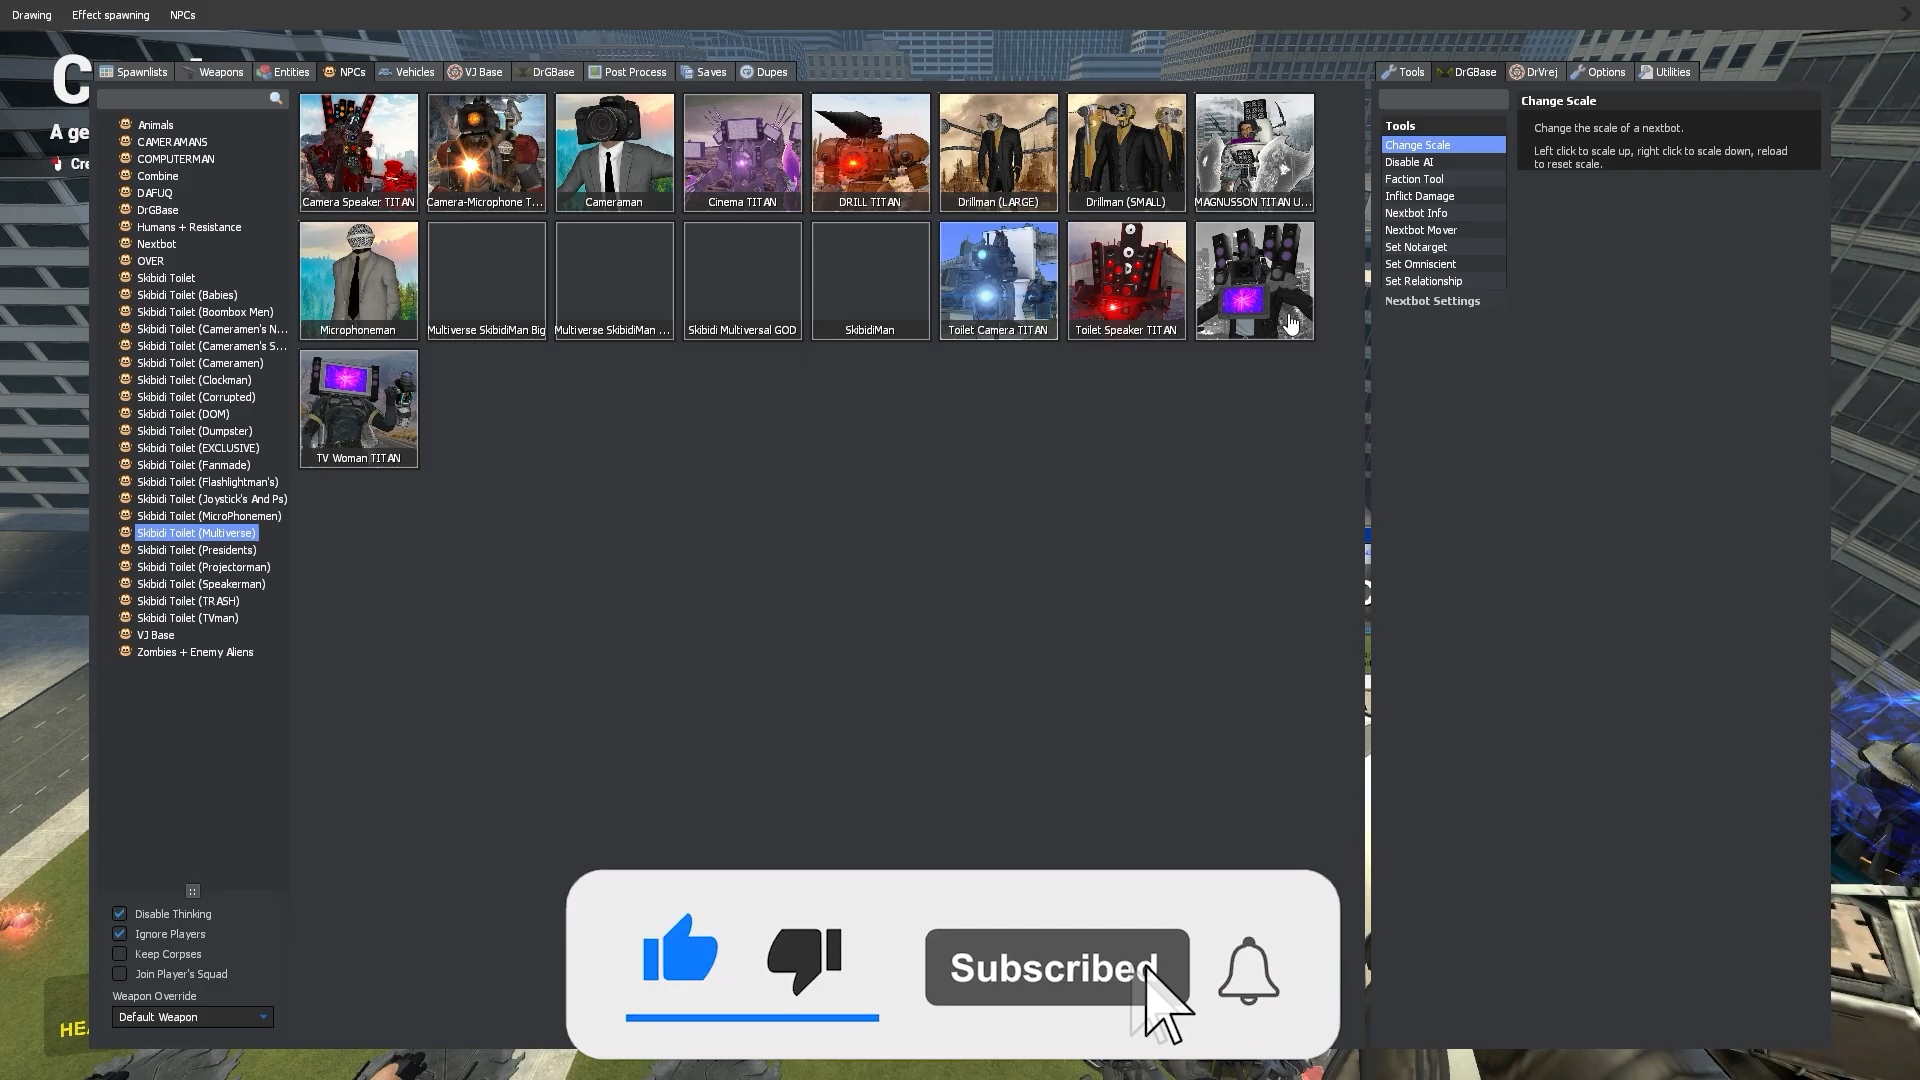 Drawing Effect spawning NPCs
Spawnlists Weapons Entities NPCs Vehicles VJ Base DrGBase Post Process Saves Dupes
Tools DrGBase DrVrej Options Utilities
C
A ge
Cre
Animals
CAMERAMANS
COMPUTERMAN
Combine
DAFUQ
DrGBase
Humans + Resistance
Nextbot
OVER
Skibidi Toilet
Skibidi Toilet (Babies)
Skibidi Toilet (Boombox Men)
Skibidi Toilet (Cameramen's N...
Skibidi Toilet (Cameramen's S...
Skibidi Toilet (Cameramen)
Skibidi Toilet (Clockman)
Skibidi Toilet (Corrupted)
Skibidi Toilet (DOM)
Skibidi Toilet (Dumpster)
Skibidi Toilet (EXCLUSIVE)
Skibidi Toilet (Fanmade)
Skibidi Toilet (Flashlightman's)
Skibidi Toilet (Joystick's And Ps)
Skibidi Toilet (MicroPhonemen)
Skibidi Toilet (Multiverse)
Skibidi Toilet (Presidents)
Skibidi Toilet (Projectorman)
Skibidi Toilet (Speakerman)
Skibidi Toilet (TRASH)
Skibidi Toilet (TVman)
VJ Base
Zombies + Enemy Aliens
Disable Thinking
Ignore Players
Keep Corpses
Join Player's Squad
Weapon Override
Default Weapon
HEA
Camera Speaker TITAN
Camera-Microphone T...
Cameraman
Cinema TITAN
DRILL TITAN
Drillman (LARGE)
Drillman (SMALL)
MAGNUSSON TITAN U...
Microphoneman
Multiverse SkibidiMan Big
Multiverse SkibidiMan ...
Skibidi Multiversal GOD
SkibidiMan
Toilet Camera TITAN
Toilet Speaker TITAN
TV Woman TITAN
Tools
Change Scale
Disable AI
Faction Tool
Inflict Damage
Nextbot Info
Nextbot Mover
Set Notarget
Set Omniscient
Set Relationship
Nextbot Settings
Change Scale
Change the scale of a nextbot.
Left click to scale up, right click to scale down, reload
to reset scale.
Subscribed